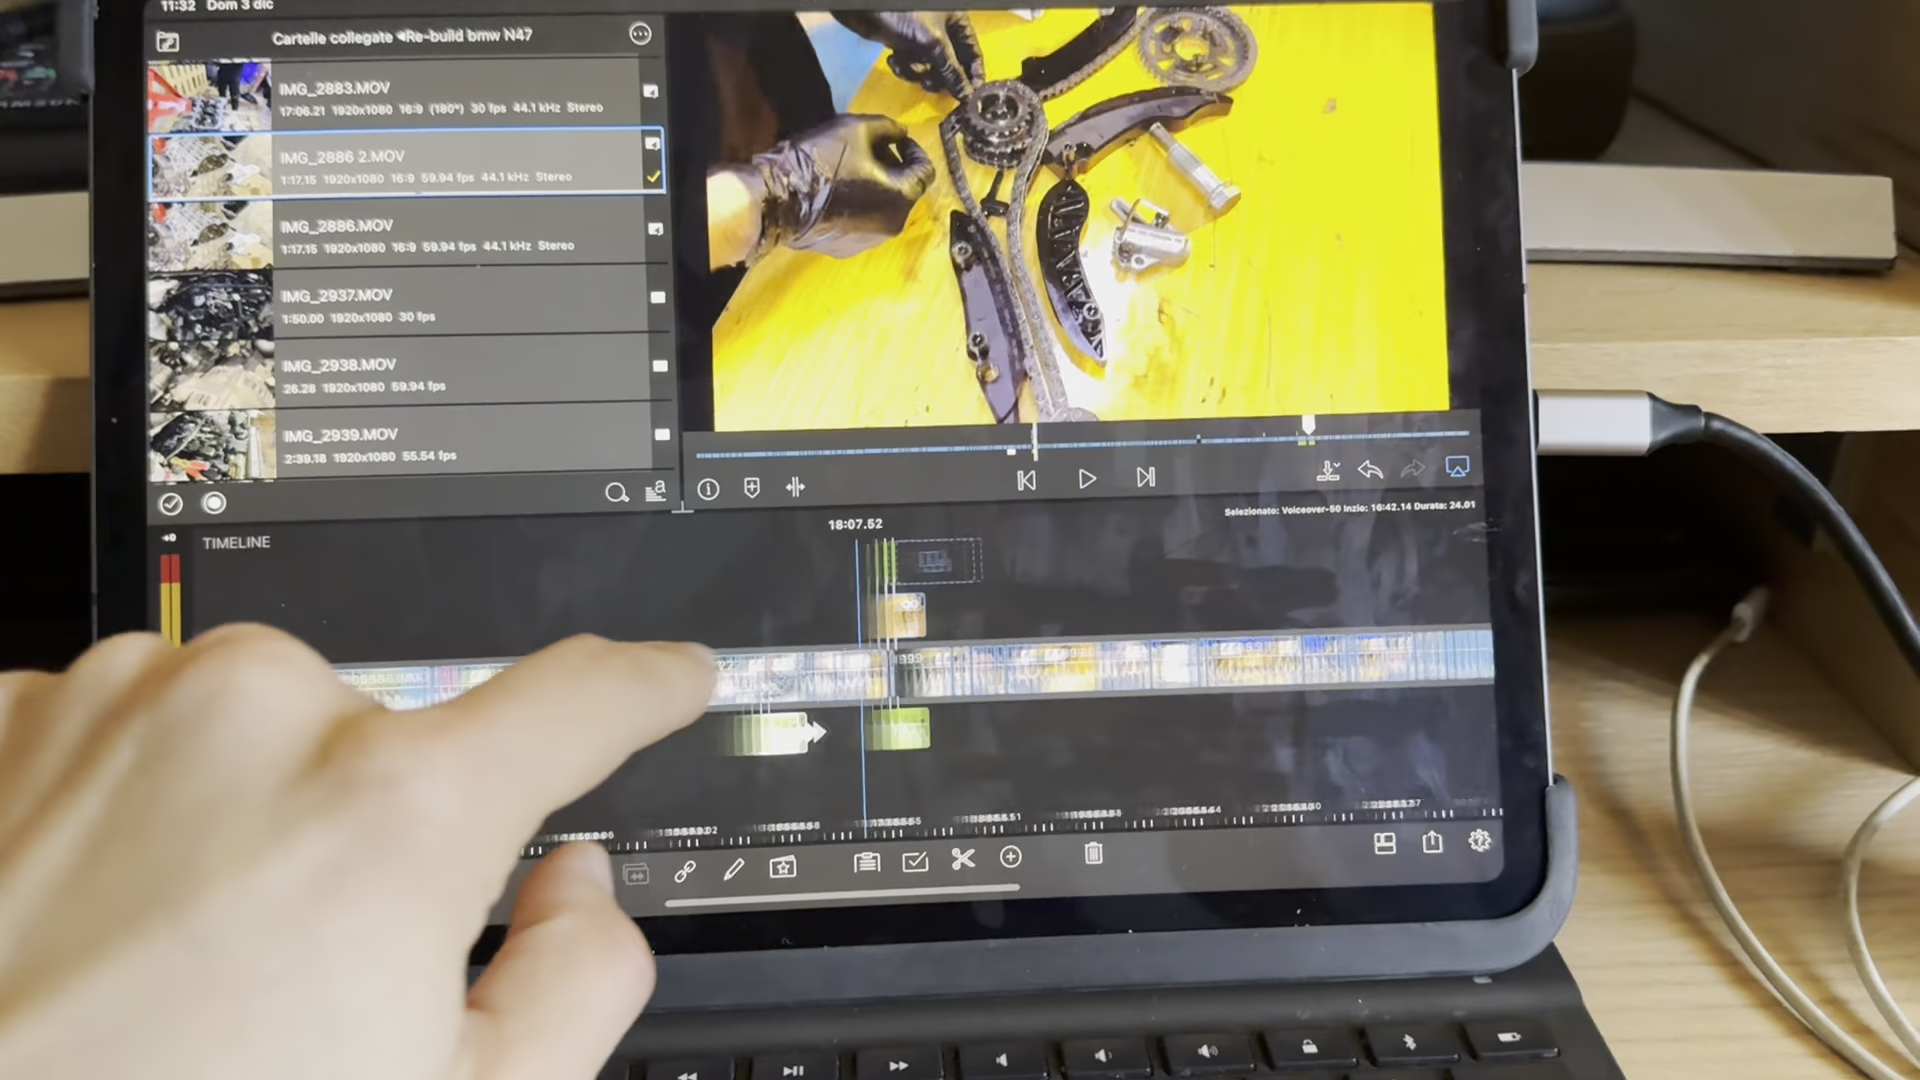 11:32 Dom 3 dic
Cartelle collegate ◂Re-build bmw N47
IMG_2883.MOV
17:06.21 1920x1080 16:9 (180°) 30 fps 44.1 kHz Stereo
IMG_2886 2.MOV
1:17.15 1920x1080 16:9 59.94 fps 44.1 kHz Stereo
IMG_2886.MOV
1:17.15 1920x1080 16:9 59.94 fps 44.1 kHz Stereo
IMG_2937.MOV
1:50.00 1920x1080 30 fps
IMG_2938.MOV
26.28 1920x1080 59.94 fps
IMG_2939.MOV
2:39.18 1920x1080 55.54 fps
Selezionato: Voiceover-50 Inzio: 16:42.14 Durata: 24.01
18:07.52
+0
TIMELINE